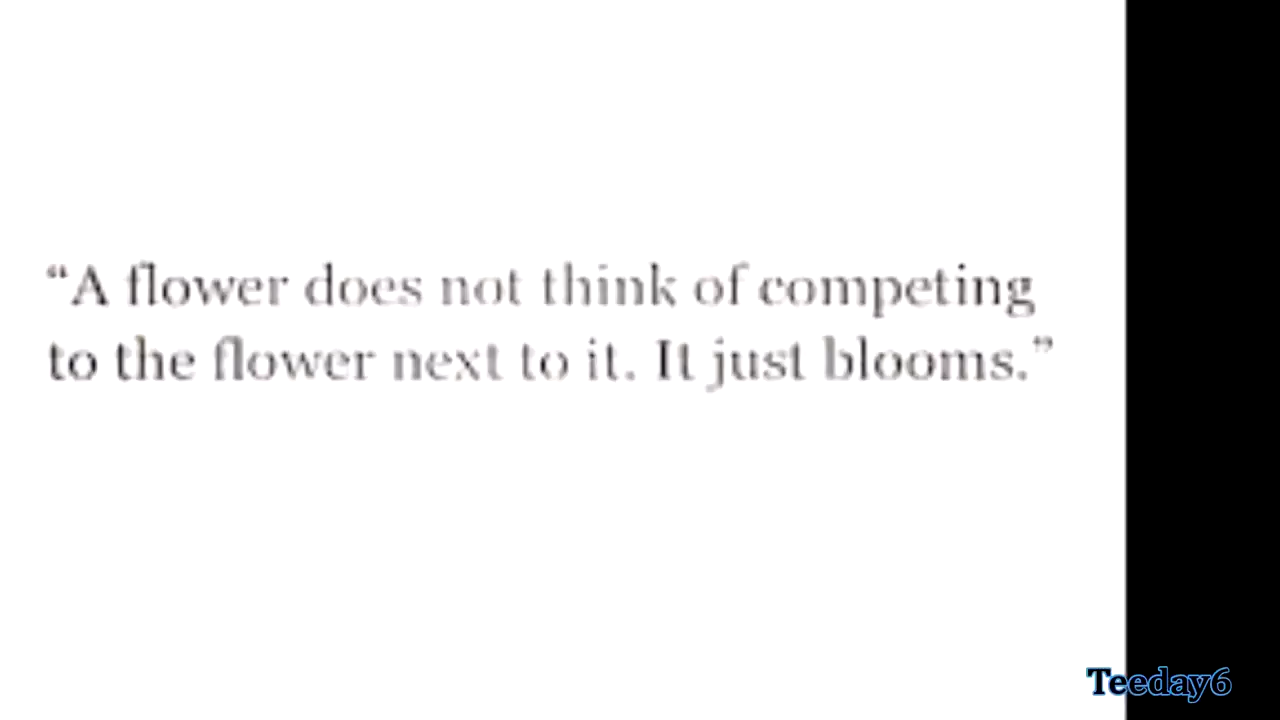 “A flower does not think of competing
to the flower next to it. It just blooms.”
Teeday6